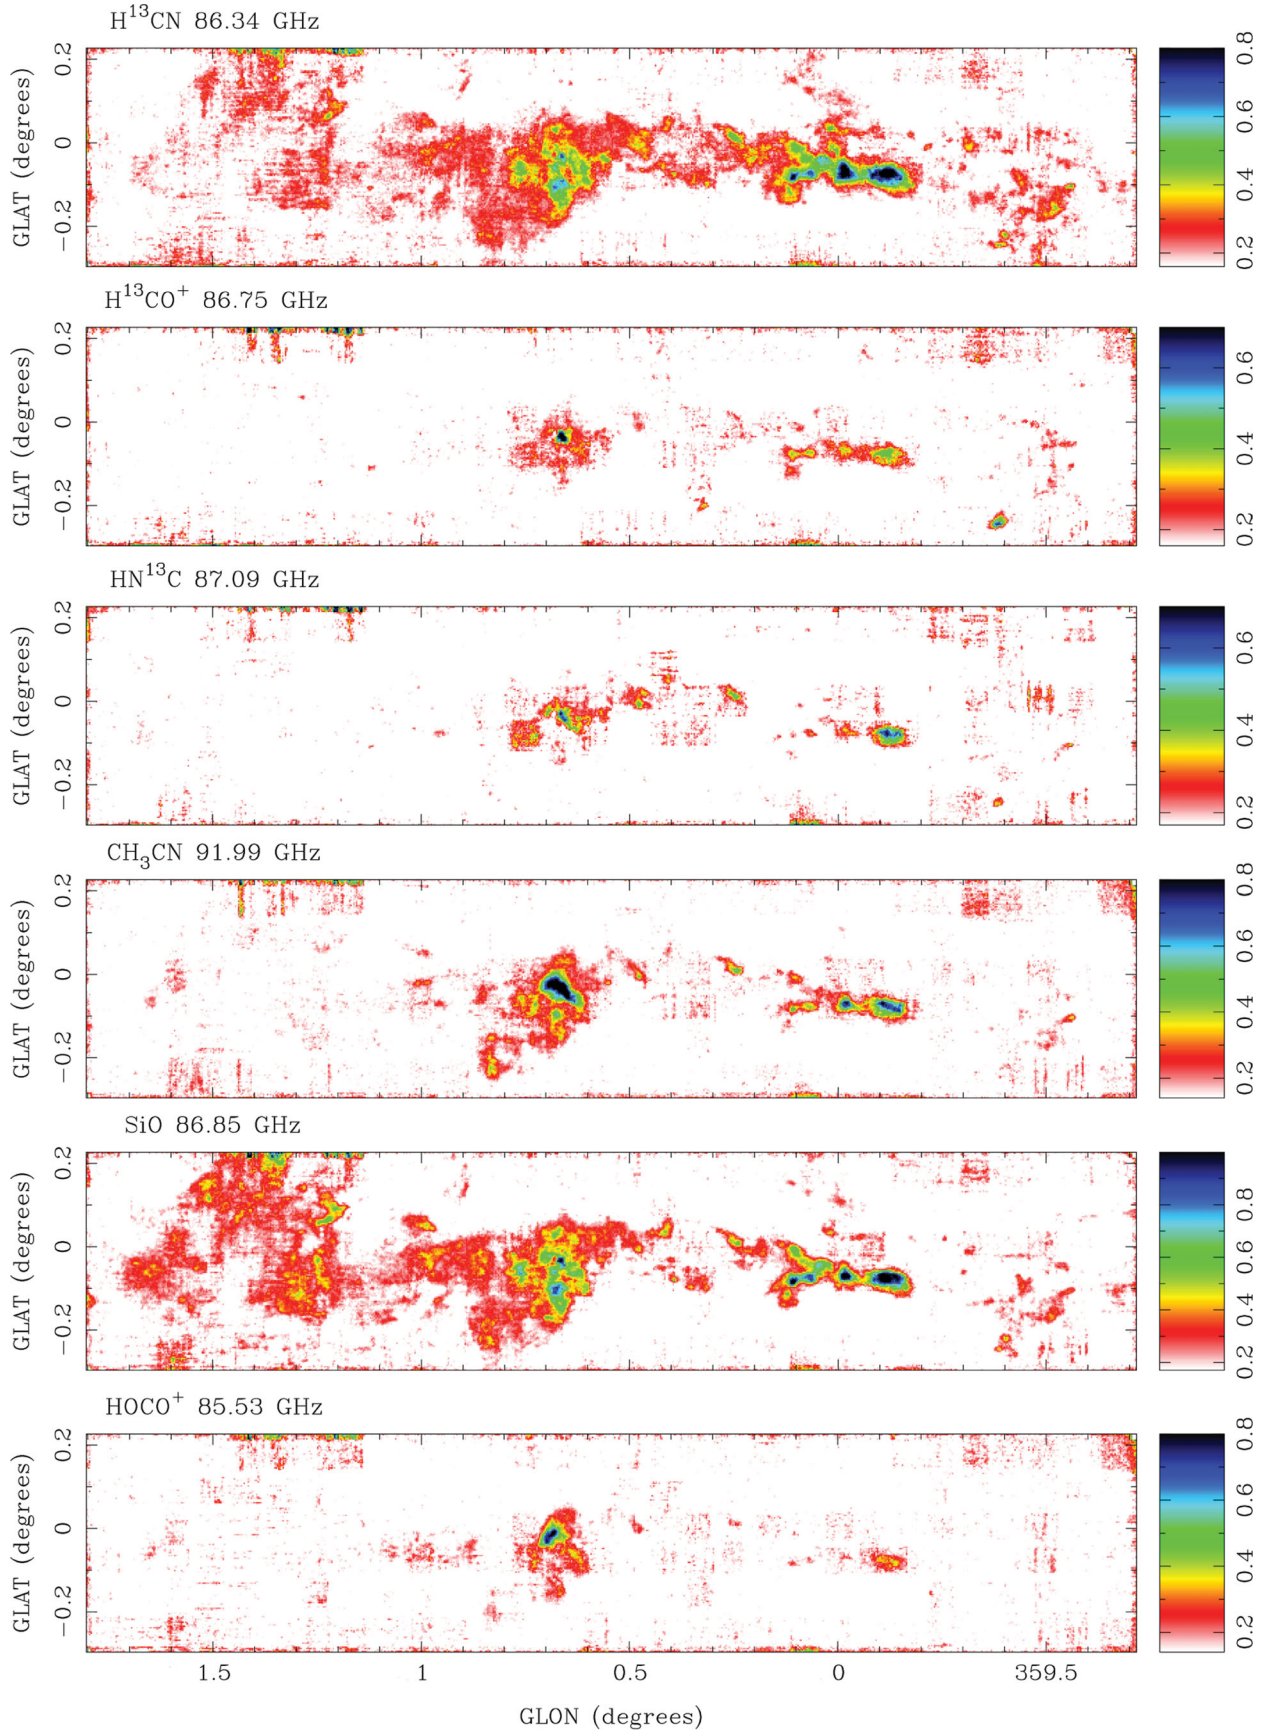 H¹³CN 86.34 GHz
GLAT (degrees)
0.2
0
−0.2
0.8
0.6
0.4
0.2
H¹³CO⁺ 86.75 GHz
GLAT (degrees)
0.2
0
−0.2
0.6
0.4
0.2
HN¹³C 87.09 GHz
GLAT (degrees)
0.2
0
−0.2
0.6
0.4
0.2
CH₃CN 91.99 GHz
GLAT (degrees)
0.2
0
−0.2
0.8
0.6
0.4
0.2
SiO 86.85 GHz
GLAT (degrees)
0.2
0
−0.2
0.8
0.6
0.4
0.2
HOCO⁺ 85.53 GHz
GLAT (degrees)
0.2
0
−0.2
0.8
0.6
0.4
0.2
1.5 1 0.5 0 359.5
GLON (degrees)